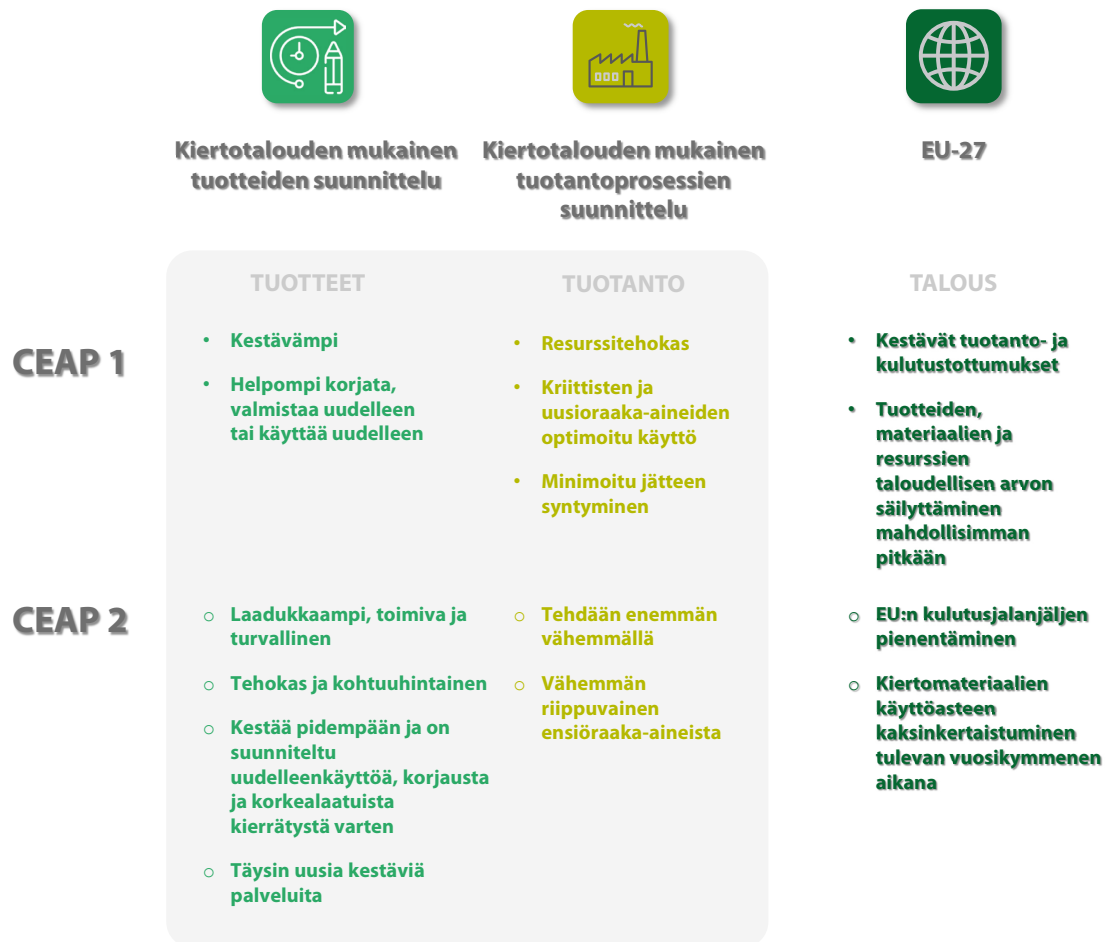 Kiertotalouden mukainen
tuotteiden suunnittelu
Kiertotalouden mukainen
tuotantoprosessien
suunnittelu
EU-27
TUOTTEET
TUOTANTO
TALOUS
CEAP 1
• Kestävämpi
• Helpompi korjata,
valmistaa uudelleen
tai käyttää uudelleen
• Resurssitehokas
• Kriittisten ja
uusioraaka-aineiden
optimoitu käyttö
• Minimoitu jätteen
syntyminen
• Kestävät tuotanto- ja
kulutustottumukset
• Tuotteiden,
materiaalien ja
resurssien
taloudellisen arvon
säilyttäminen
mahdollisimman
pitkään
CEAP 2
o Laadukkaampi, toimiva ja
turvallinen
o Tehokas ja kohtuuhintainen
o Kestää pidempään ja on
suunniteltu
uudelleenkäyttöä, korjausta
ja korkealaatuista
kierrätystä varten
o Täysin uusia kestäviä
palveluita
o Tehdään enemmän
vähemmällä
o Vähemmän
riippuvainen
ensiöraaka-aineista
o EU:n kulutusjalanjäljen
pienentäminen
o Kiertomateriaalien
käyttöasteen
kaksinkertaistuminen
tulevan vuosikymmenen
aikana